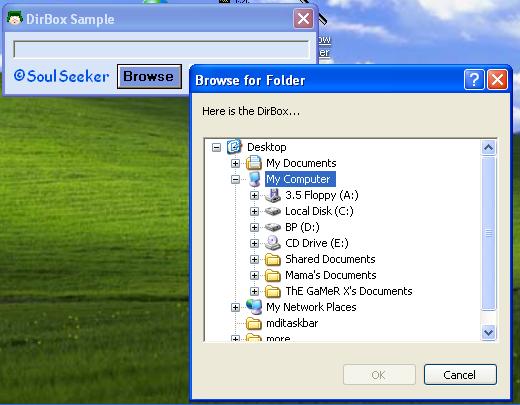 DirBox Sample
©SoulSeeker
Browse
Browse for Folder
Here is the DirBox...
Desktop
My Documents
My Computer
3.5 Floppy (A:)
Local Disk (C:)
BP (D:)
CD Drive (E:)
Shared Documents
Mama's Documents
ThE GaMeR X's Documents
My Network Places
mditaskbar
more
OK
Cancel